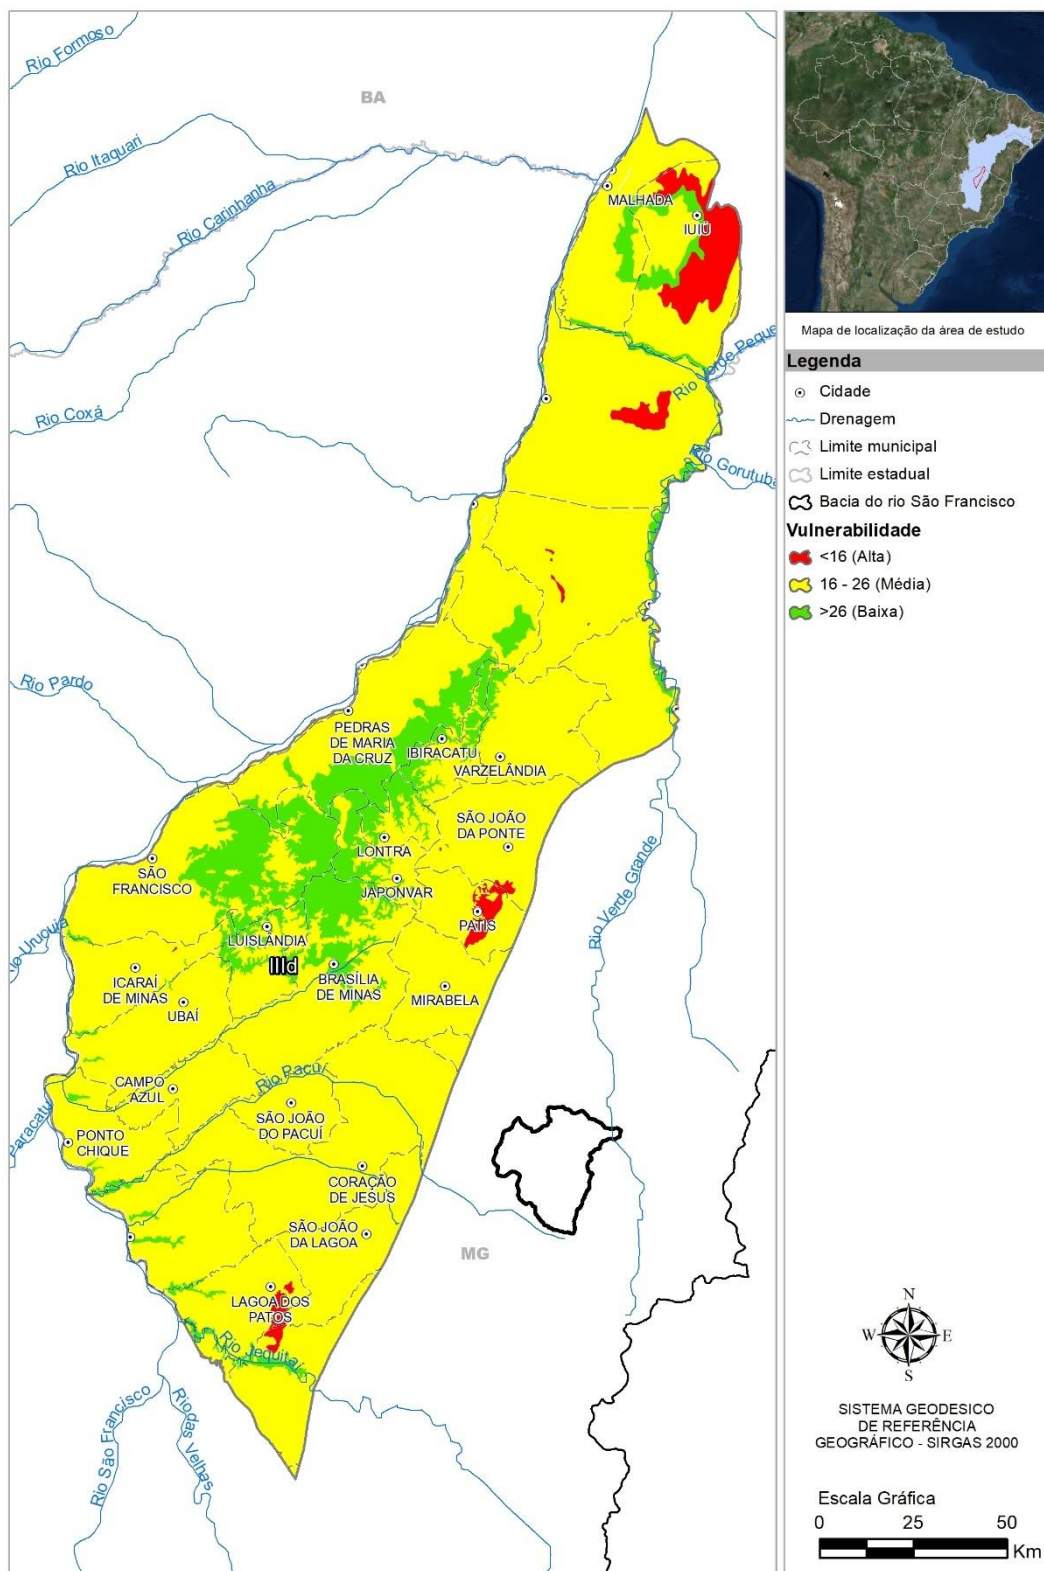 Rio Formoso
BA
Rio Itaquari
Rio Carinhanha
MALHADA
IUIÚ
Rio Verde Peque
Rio Coxá
Rio Gorutuba
Rio Pardo
PEDRAS
DE MARIA
DA CRUZ
IBIRACATU
VARZELÂNDIA
SÃO JOÃO
DA PONTE
LONTRA
JAPONVAR
SÃO
FRANCISCO
PATIS
Rio Verde Grande
Rio Urucuia
LUISLÂNDIA
IIId
ICARAÍ
DE MINAS
BRASÍLIA
DE MINAS
MIRABELA
UBAÍ
Rio Pacuí
CAMPO
AZUL
SÃO JOÃO
DO PACUÍ
Paracatu
PONTO
CHIQUE
CORAÇÃO
DE JESUS
SÃO JOÃO
DA LAGOA
MG
LAGOA DOS
PATOS
Rio Jequitaí
Rio São Francisco
Rio das Velhas
Mapa de localização da área de estudo
Legenda
Cidade
Drenagem
Limite municipal
Limite estadual
Bacia do rio São Francisco
Vulnerabilidade
<16 (Alta)
16 - 26 (Média)
>26 (Baixa)
N
W E
S
SISTEMA GEODESICO
DE REFERÊNCIA
GEOGRÁFICO - SIRGAS 2000
Escala Gráfica
0 25 50
Km